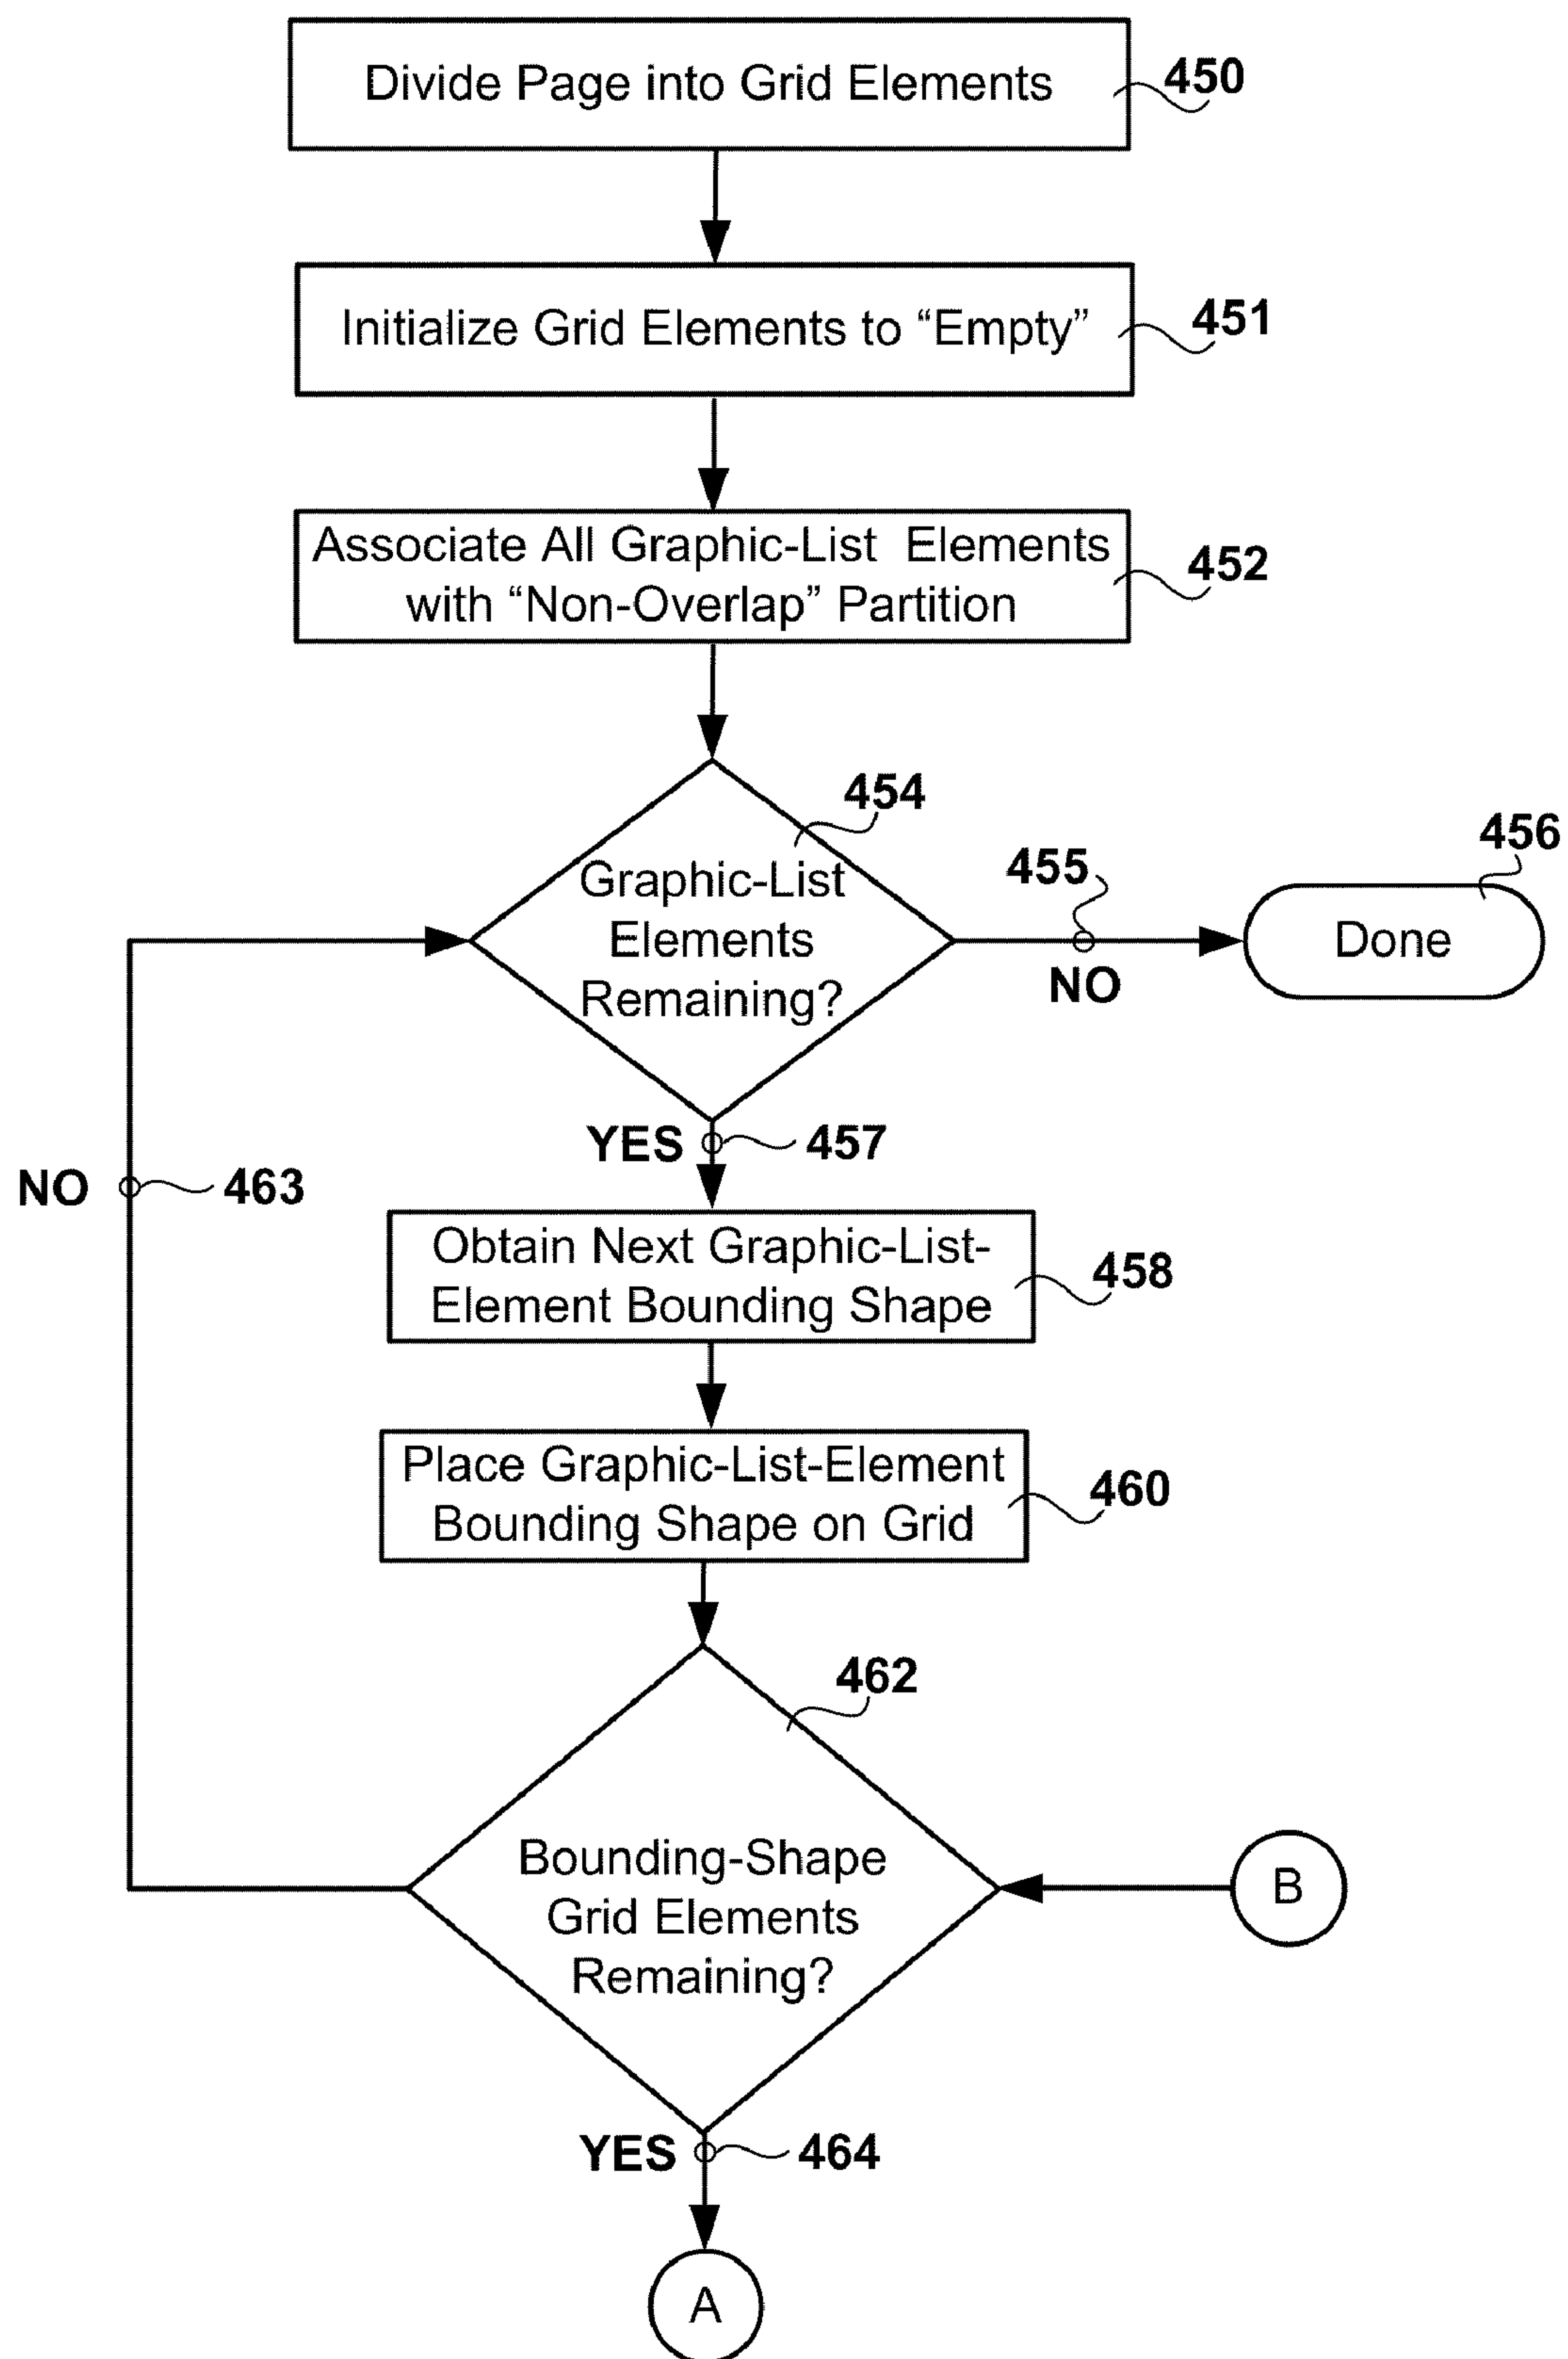 Divide Page into Grid Elements
450
Initialize Grid Elements to “Empty”
451
Associate All Graphic-List Elements
with “Non-Overlap” Partition
452
454
Graphic-List
Elements
Remaining?
455
NO
456
Done
YES
457
NO
463
Obtain Next Graphic-List-
Element Bounding Shape
458
Place Graphic-List-Element
Bounding Shape on Grid
460
462
Bounding-Shape
Grid Elements
Remaining?
B
YES
464
A